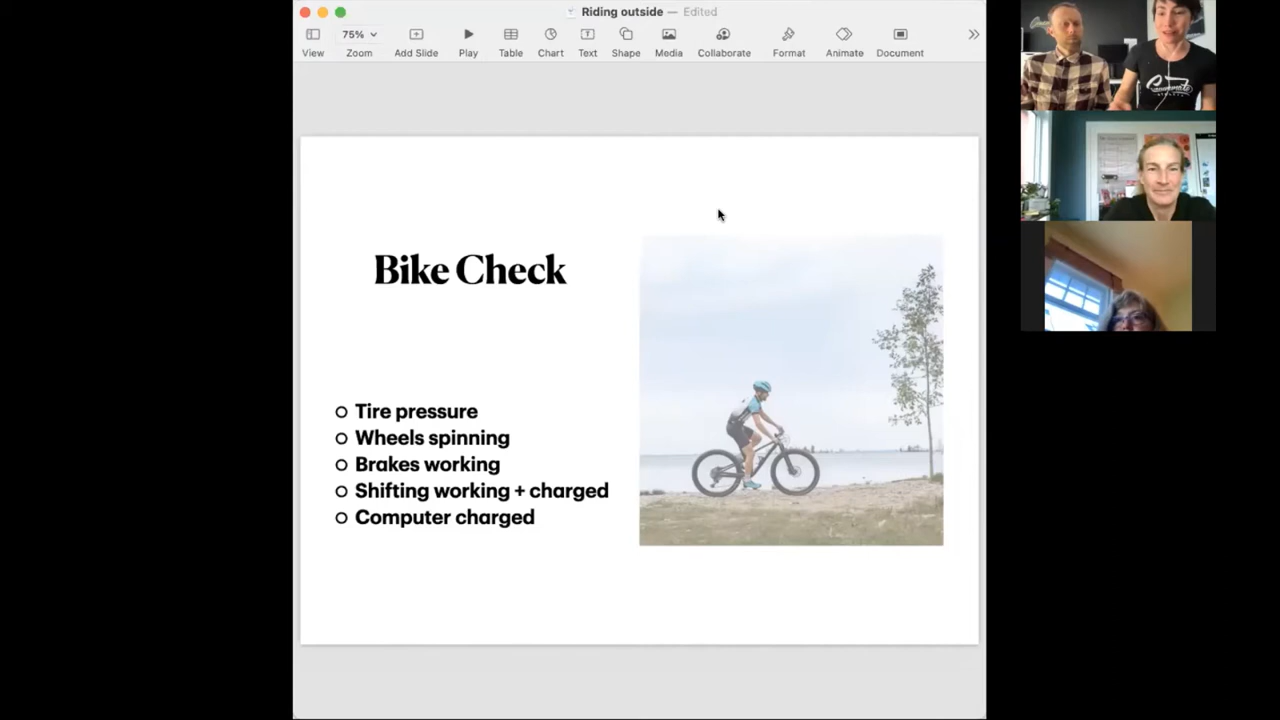 Riding outside — Edited
75%
View
Zoom
Add Slide
Play
Table
Chart
Text
Shape
Media
Collaborate
Format
Animate
Document
Bike Check
Tire pressure
Wheels spinning
Brakes working
Shifting working + charged
Computer charged